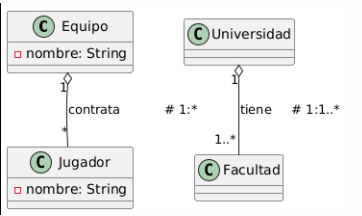 C Equipo
nombre: String
1
contrata
*
# 1:*
C Jugador
nombre: String
C Universidad
1
tiene
1..*
# 1:1..*
C Facultad